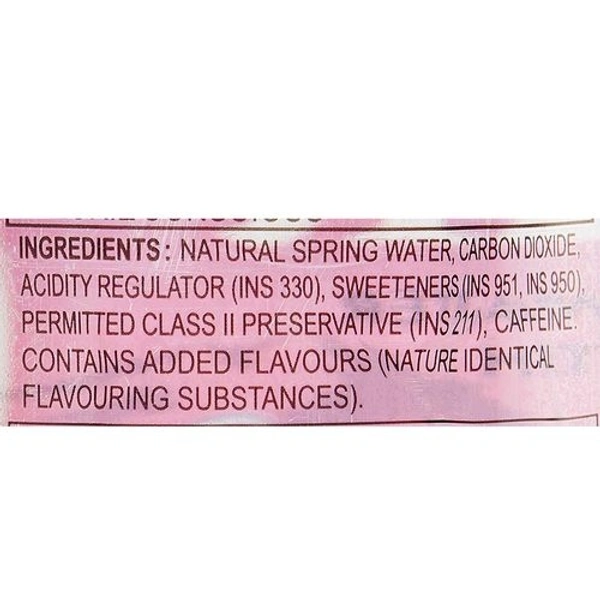 INGREDIENTS: NATURAL SPRING WATER, CARBON DIOXIDE,
ACIDITY REGULATOR (INS 330), SWEETENERS (INS 951, INS 950),
PERMITTED CLASS II PRESERVATIVE (INS 211), CAFFEINE.
CONTAINS ADDED FLAVOURS (NATURE IDENTICAL
FLAVOURING SUBSTANCES).